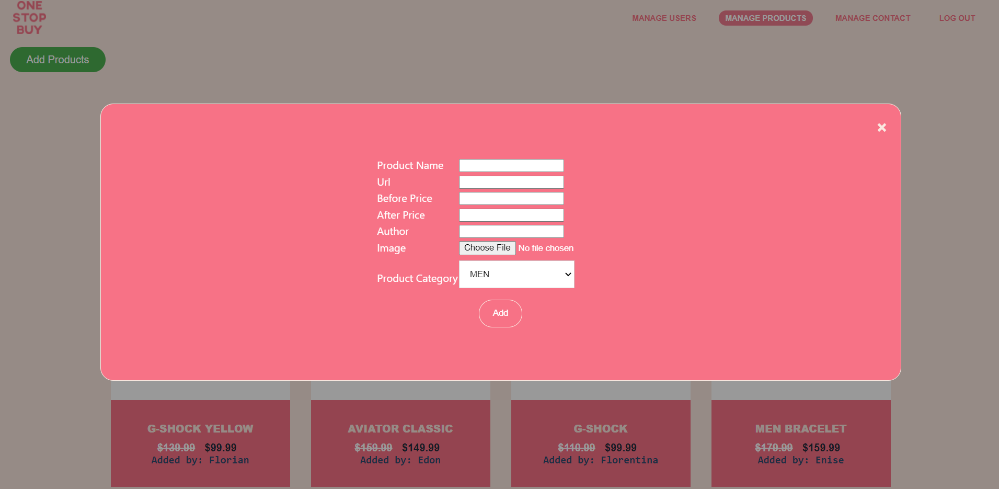 ONE
STOP
BUY
MANAGE USERS
MANAGE PRODUCTS
MANAGE CONTACT
LOG OUT
Add Products
×
Product Name
Url
Before Price
After Price
Author
Image Choose File No file chosen
Product Category MEN
Add
G-SHOCK YELLOW
$139.99 $99.99
Added by: Florian
AVIATOR CLASSIC
$159.99 $149.99
Added by: Edon
G-SHOCK
$110.99 $99.99
Added by: Florentina
MEN BRACELET
$179.99 $159.99
Added by: Enise